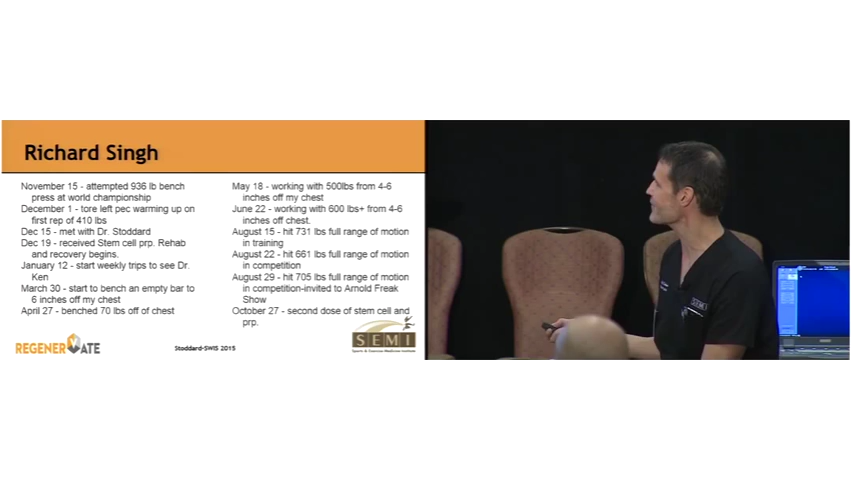 Richard Singh
November 15 - attempted 936 lb bench
press at world championship
December 1 - tore left pec warming up on
first rep of 410 lbs
Dec 15 - met with Dr. Stoddard
Dec 19 - received Stem cell prp. Rehab
and recovery begins.
January 12 - start weekly trips to see Dr.
Ken
March 30 - start to bench an empty bar to
6 inches off my chest
April 27 - benched 70 lbs off of chest
May 18 - working with 500lbs from 4-6
inches off my chest
June 22 - working with 600 lbs+ from 4-6
inches off chest.
August 15 - hit 731 lbs full range of motion
in training
August 22 - hit 661 lbs full range of motion
in competition
August 29 - hit 705 lbs full range of motion
in competition-invited to Arnold Freak
Show
October 27 - second dose of stem cell and
prp.
REGENERVATE
Stoddard-SWIS 2015
SEMI
Sports & Exercise Medicine Institute
SEMI